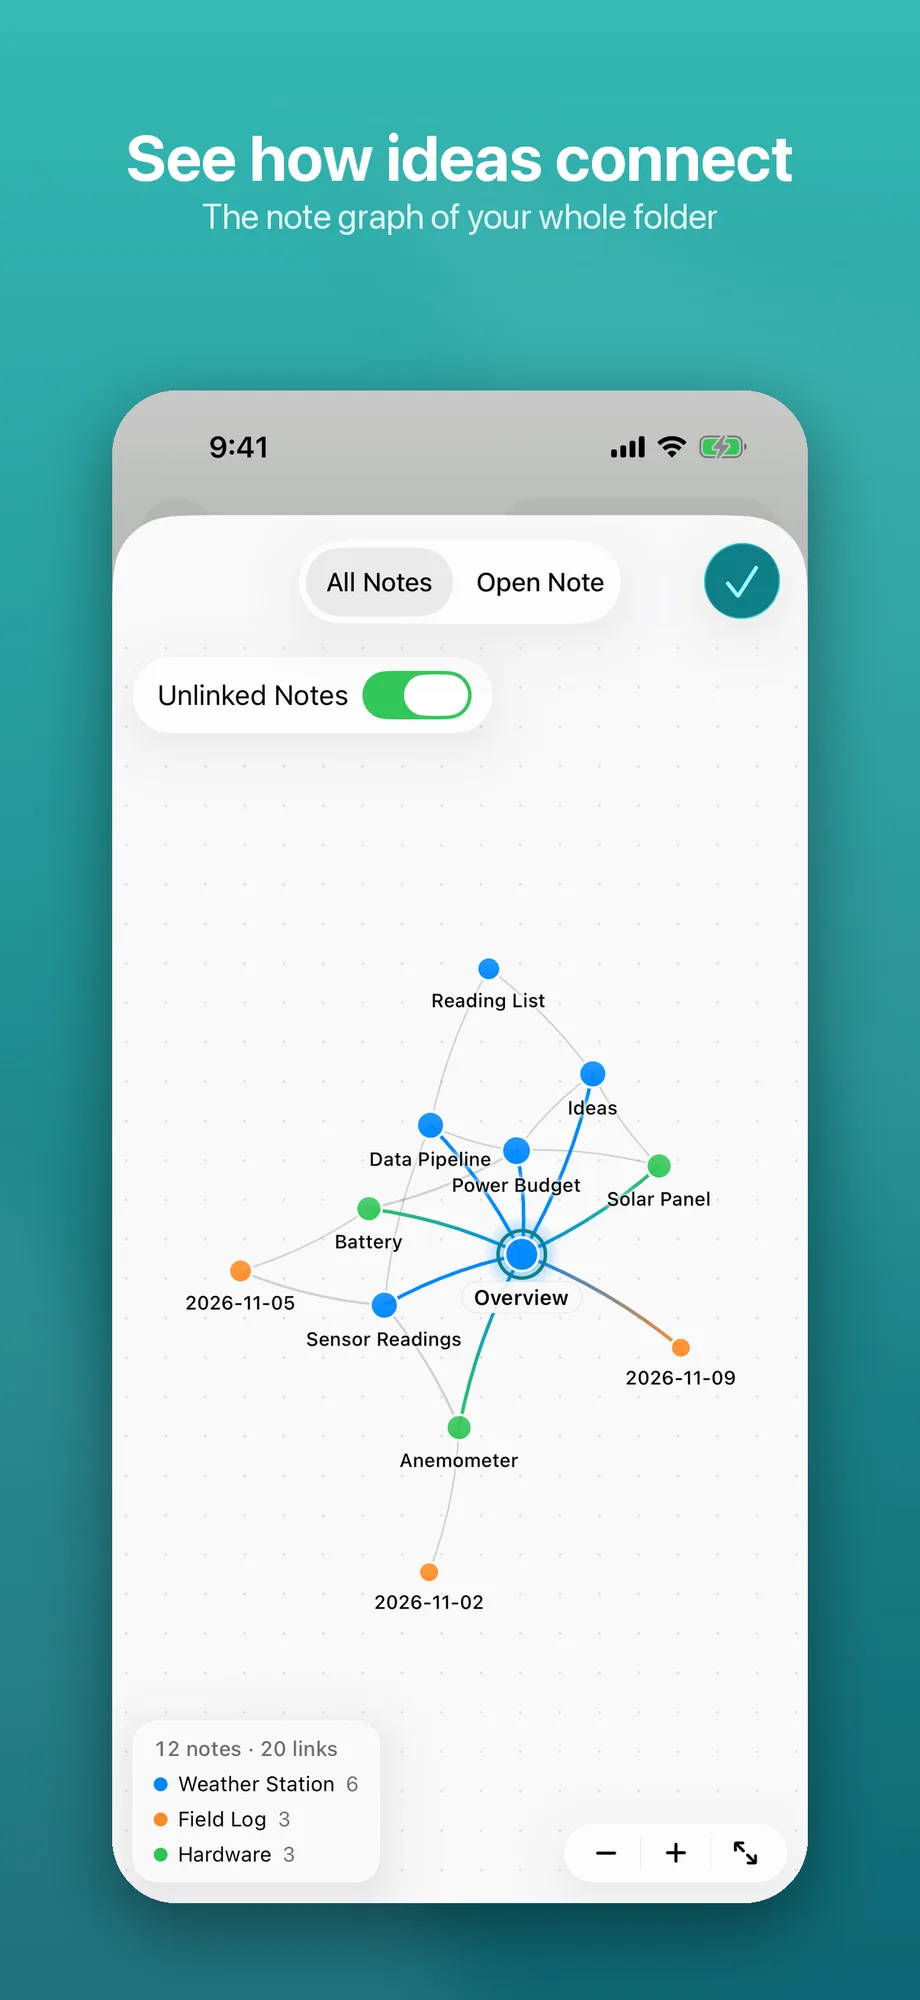 See how ideas connect
The note graph of your whole folder
9:41
All Notes
Open Note
Unlinked Notes
Reading List
Ideas
Data Pipeline
Power Budget
Solar Panel
Battery
Overview
2026-11-05
Sensor Readings
2026-11-09
Anemometer
2026-11-02
12 notes · 20 links
Weather Station 6
Field Log 3
Hardware 3